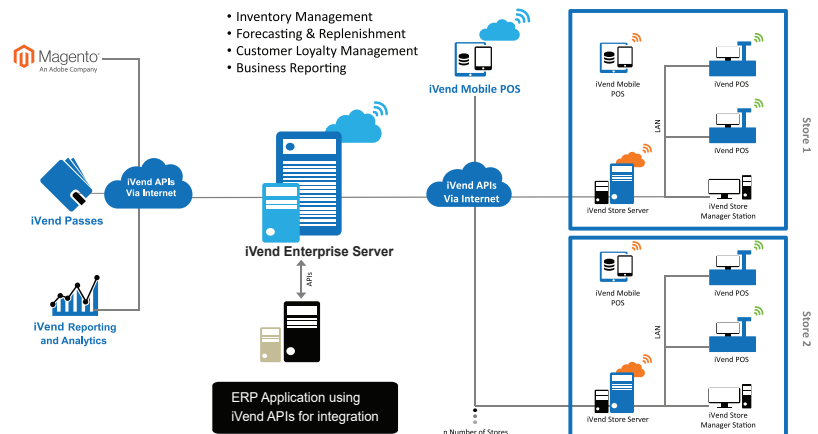 • Inventory Management
• Forecasting & Replenishment
• Customer Loyalty Management
• Business Reporting
Magento
An Adobe Company
iVend APIs
Via Internet
iVend Passes
iVend Reporting
and Analytics
iVend Enterprise Server
APIs
ERP Application using
iVend APIs for integration
iVend Mobile POS
iVend APIs
Via Internet
n Number of Stores
iVend Mobile
POS
iVend POS
LAN
iVend POS
iVend Store Server
iVend Store
Manager Station
Store 1
iVend Mobile
POS
iVend POS
LAN
iVend POS
iVend Store Server
iVend Store
Manager Station
Store 2